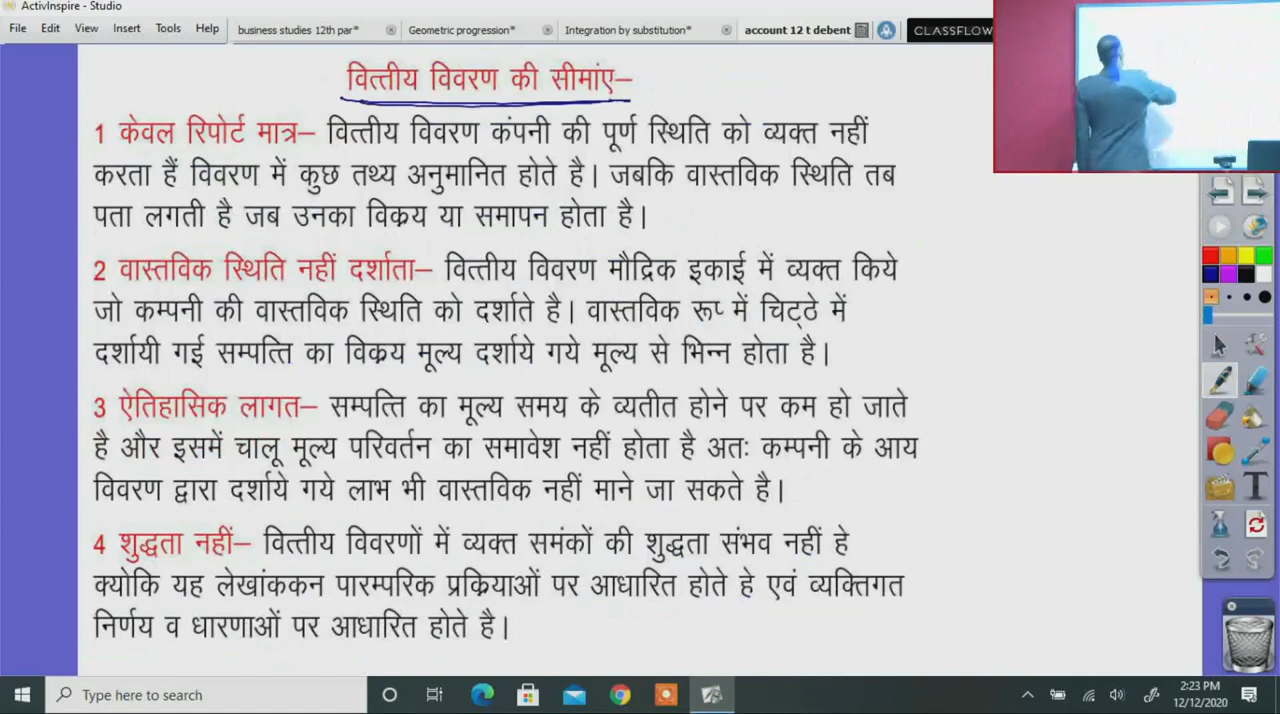 ActivInspire - Studio
File Edit View Insert Tools Help
business studies 12th par* Geometric progression* Integration by substitution* account 12 t debent CLASSFLOW
वित्तीय विवरण की सीमांए–
1 केवल रिपोर्ट मात्र– वित्तीय विवरण कंपनी की पूर्ण स्थिति को व्यक्त नहीं
करता हैं विवरण में कुछ तथ्य अनुमानित होते है। जबकि वास्तविक स्थिति तब
पता लगती है जब उनका विक्रय या समापन होता है।
2 वास्तविक स्थिति नहीं दर्शाता– वित्तीय विवरण मौद्रिक इकाई में व्यक्त किये
जो कम्पनी की वास्तविक स्थिति को दर्शाते है। वास्तविक रूप में चिट्ठे में
दर्शायी गई सम्पत्ति का विक्रय मूल्य दर्शाये गये मूल्य से भिन्न होता है।
3 ऐतिहासिक लागत– सम्पत्ति का मूल्य समय के व्यतीत होने पर कम हो जाते
है और इसमें चालू मूल्य परिवर्तन का समावेश नहीं होता है अतः कम्पनी के आय
विवरण द्वारा दर्शाये गये लाभ भी वास्तविक नहीं माने जा सकते है।
4 शुद्धता नहीं– वित्तीय विवरणों में व्यक्त समंकों की शुद्धता संभव नहीं हे
क्योकि यह लेखांककन पारम्परिक प्रक्रियाओं पर आधारित होते हे एवं व्यक्तिगत
निर्णय व धारणाओं पर आधारित होते है।
Type here to search
2:23 PM
12/12/2020